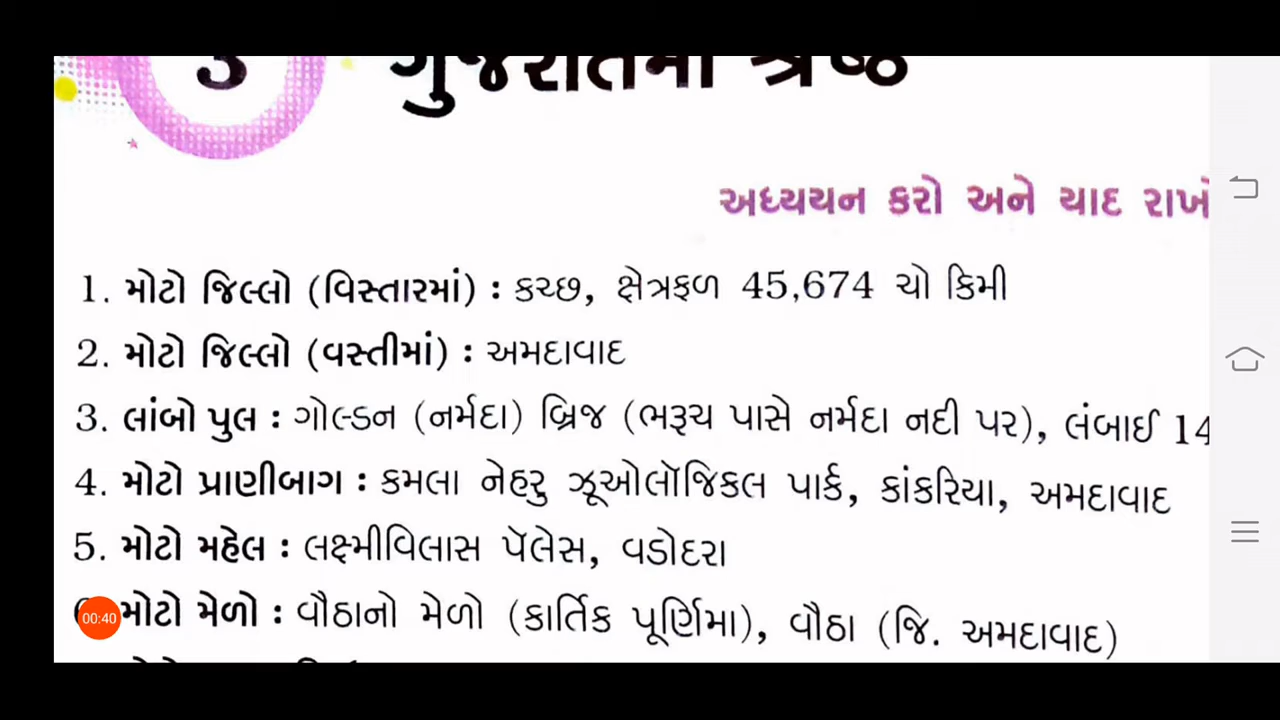 3 ગુજરાતમાં શ્રેષ્ઠ
અધ્યયન કરો અને યાદ રાખો
1. મોટો જિલ્લો (વિસ્તારમાં) : કચ્છ, ક્ષેત્રફળ 45,674 ચો કિમી
2. મોટો જિલ્લો (વસ્તીમાં) : અમદાવાદ
3. લાંબો પુલ : ગોલ્ડન (નર્મદા) બ્રિજ (ભરૂચ પાસે નર્મદા નદી પર), લંબાઈ 14
4. મોટો પ્રાણીબાગ : કમલા નેહરુ ઝૂઓલૉજિકલ પાર્ક, કાંકરિયા, અમદાવાદ
5. મોટો મહેલ : લક્ષ્મીવિલાસ પૅલેસ, વડોદરા
મોટો મેળો : વૌઠાનો મેળો (કાર્તિક પૂર્ણિમા), વૌઠા (જિ. અમદાવાદ)
00:40